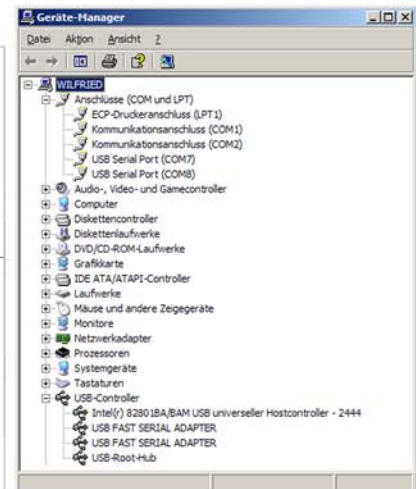 Geräte-Manager
Datei Aktion Ansicht ?
WILFRIED
Anschlüsse (COM und LPT)
ECP-Druckeranschluss (LPT1)
Kommunikationsanschluss (COM1)
Kommunikationsanschluss (COM2)
USB Serial Port (COM7)
USB Serial Port (COM8)
Audio-, Video- und Gamecontroller
Computer
Diskettencontroller
Diskettenlaufwerke
DVD/CD-ROM-Laufwerke
Grafikkarte
IDE ATA/ATAPI-Controller
Laufwerke
Mäuse und andere Zeigegeräte
Monitore
Netzwerkadapter
Prozessoren
Systemgeräte
Tastaturen
USB-Controller
Intel(r) 82801BA/BAM USB universeller Hostcontroller - 2444
USB FAST SERIAL ADAPTER
USB FAST SERIAL ADAPTER
USB-Root-Hub